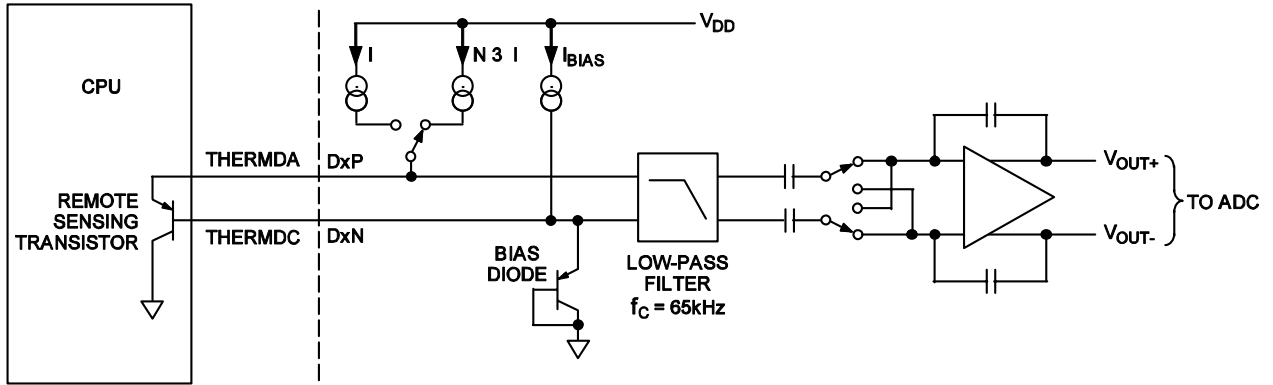 CPU
REMOTE
SENSING
TRANSISTOR
THERMDA
THERMDC
DxP
DxN
I
N 3 I
IBIAS
VDD
BIAS
DIODE
LOW-PASS
FILTER
fC = 65kHz
VOUT+
VOUT-
TO ADC